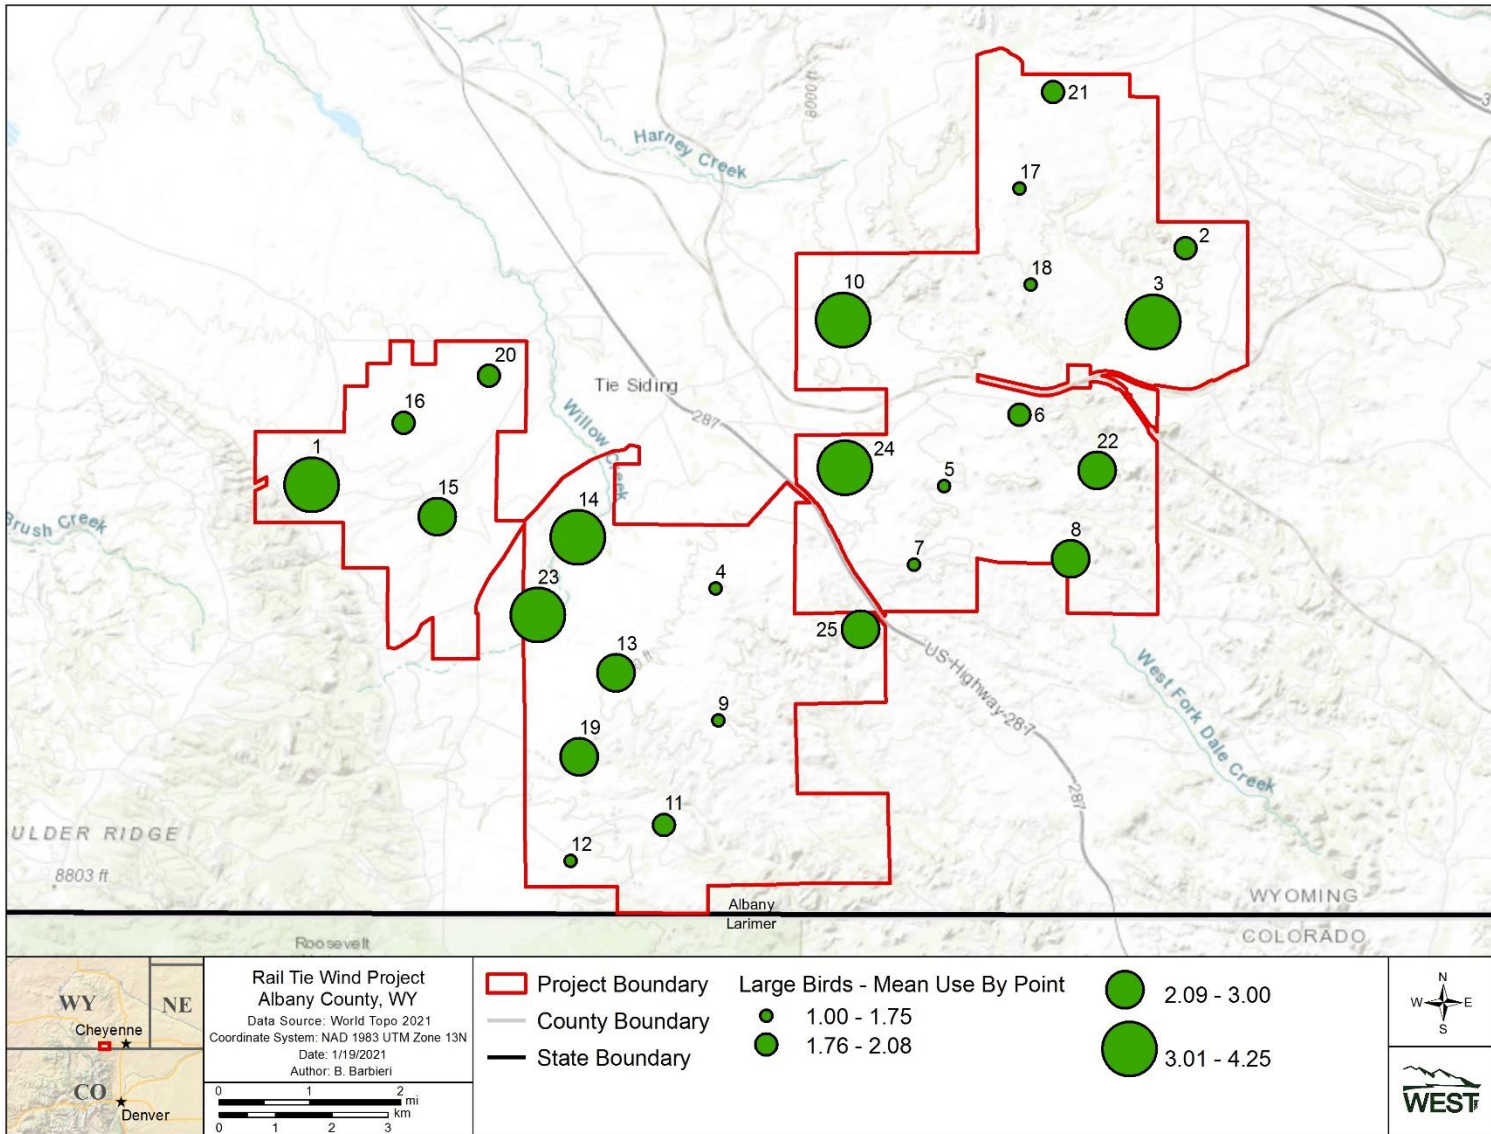 8000 ft
3
Harney Creek
21
17
2
18
10
3
20
Tie Siding
287
16
6
Willow Creek
1
24
22
5
15
14
Brush Creek
8
7
4
23
25
13
US Highway 287
West Fork Dale Creek
9
19
287
11
ULDER RIDGE
12
8803 ft
WYOMING
Albany
Larimer
COLORADO
Roosevelt
WY
NE
Cheyenne
CO
Denver
Rail Tie Wind Project
Albany County, WY
Data Source: World Topo 2021
Coordinate System: NAD 1983 UTM Zone 13N
Date: 1/19/2021
Author: B. Barbieri
0 1 2 mi
km
0 1 2 3
Project Boundary
County Boundary
State Boundary
Large Birds - Mean Use By Point
1.00 - 1.75
1.76 - 2.08
2.09 - 3.00
3.01 - 4.25
N
W E
S
WEST